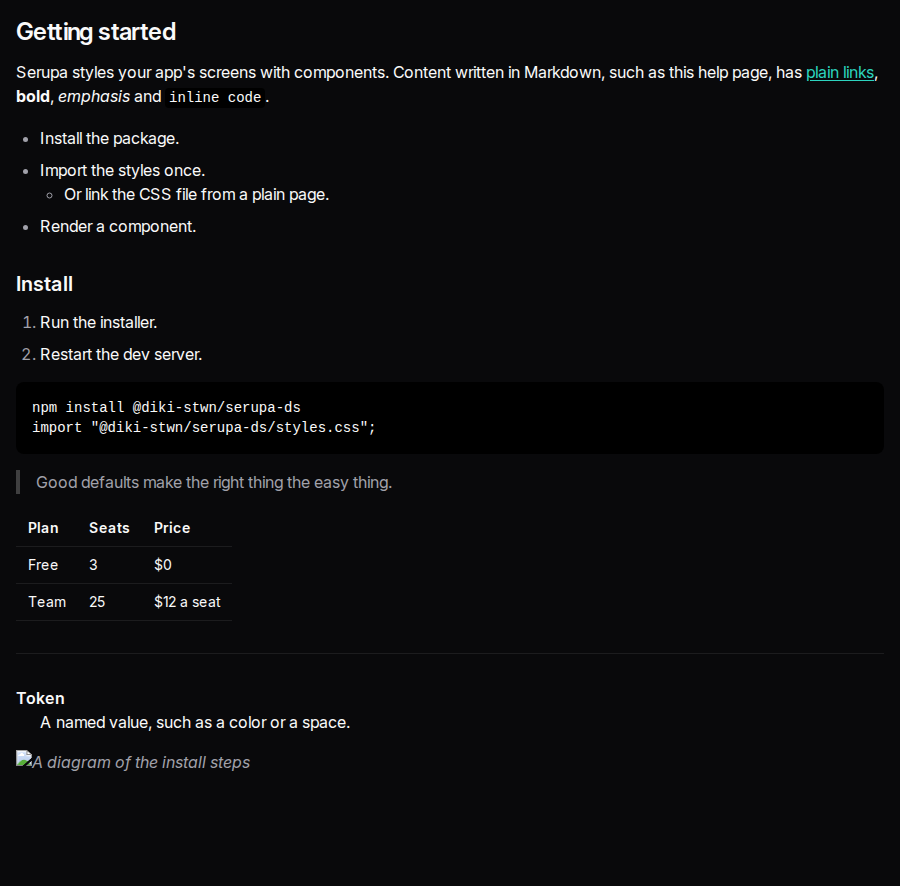 Getting started
Serupa styles your app's screens with components. Content written in Markdown, such as this help page, has plain links,
bold, emphasis and inline code.
Install the package.
Import the styles once.
Or link the CSS file from a plain page.
Render a component.
Install
1. Run the installer.
2. Restart the dev server.
npm install @diki-stwn/serupa-ds
import "@diki-stwn/serupa-ds/styles.css";
Good defaults make the right thing the easy thing.
Plan Seats Price
Free 3 $0
Team 25 $12 a seat
Token
A named value, such as a color or a space.
A diagram of the install steps